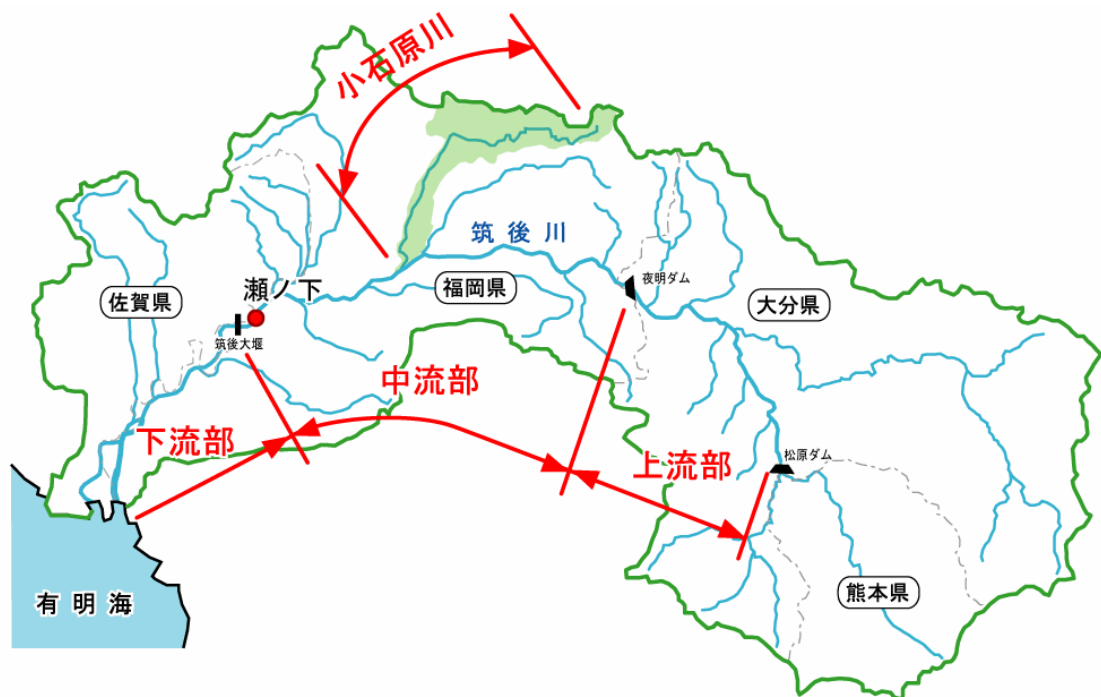 小石原川
筑後川
夜明ダム
瀬ノ下
福岡県
佐賀県
大分県
筑後大堰
中流部
下流部
上流部
松原ダム
有明海
熊本県